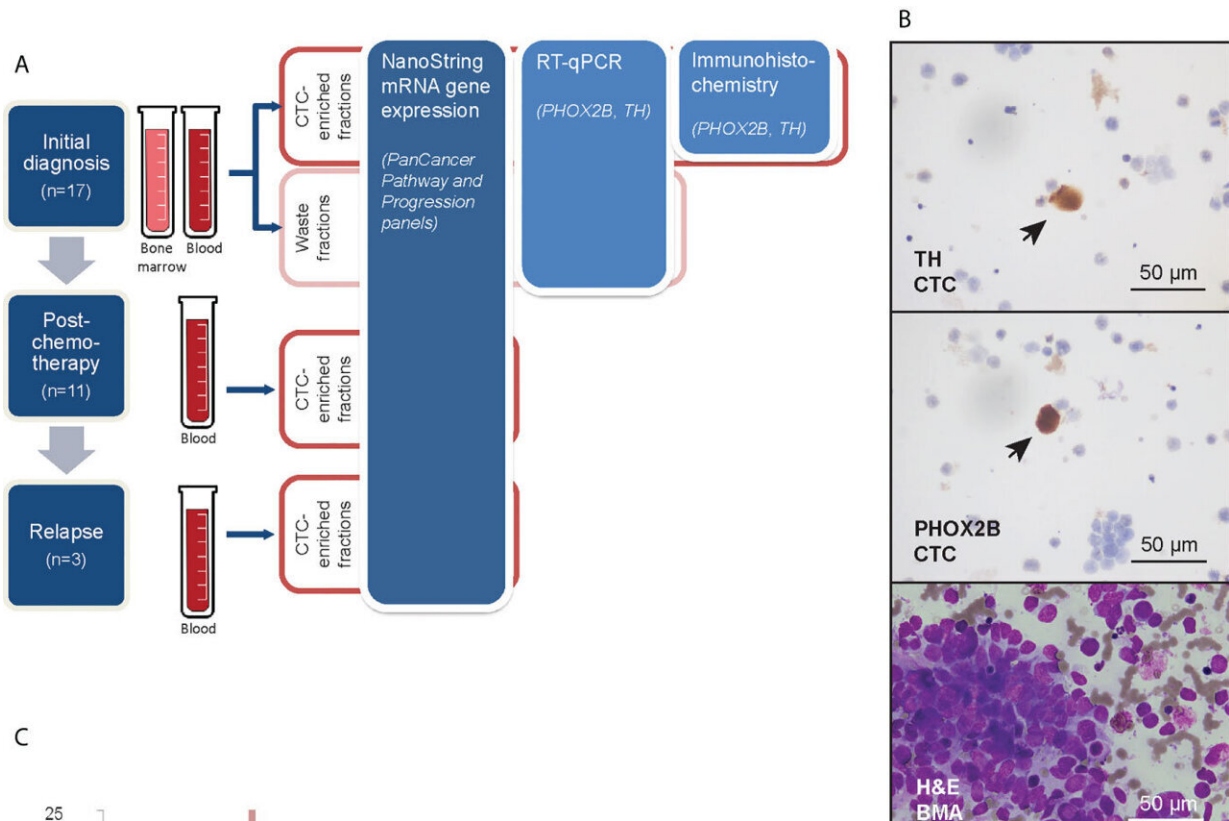 A
Initial
diagnosis
(n=17)
Bone
marrow
Blood
CTC-
enriched
fractions
Waste
fractions
NanoString
mRNA gene
expression
(PanCancer
Pathway and
Progression
panels)
RT-qPCR
(PHOX2B, TH)
Immunohisto-
chemistry
(PHOX2B, TH)
Post-
chemo-
therapy
(n=11)
Blood
CTC-
enriched
fractions
Relapse
(n=3)
Blood
CTC-
enriched
fractions
B
TH
CTC
50 µm
PHOX2B
CTC
50 µm
H&E
BMA
50 µm
C
25